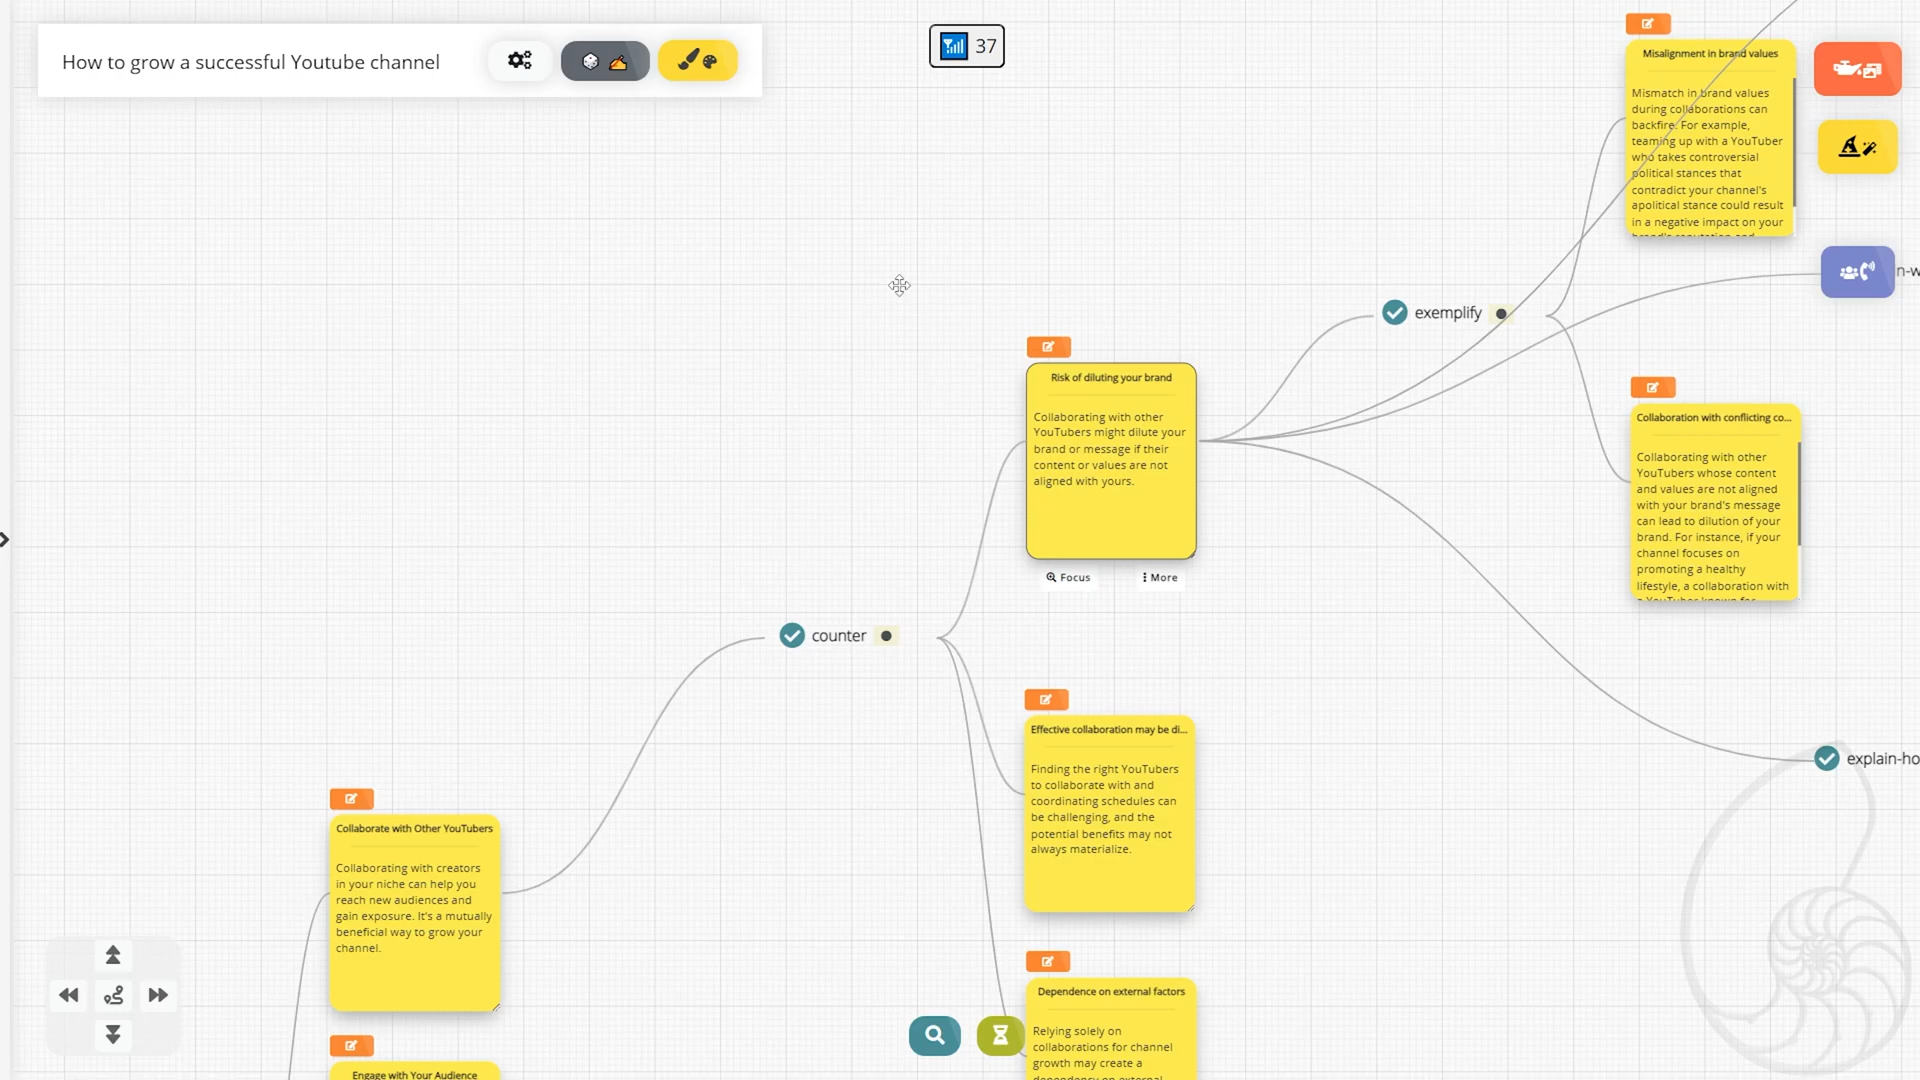 How to grow a successful Youtube channel
37
Misalignment in brand values
Mismatch in brand values
during collaborations can
backfire. For example,
teaming up with a YouTuber
who takes controversial
political stances that
contradict your channel's
apolitical stance could result
in a negative impact on your
brand's reputation and
n-w
exemplify
Risk of diluting your brand
Collaborating with other
YouTubers might dilute your
brand or message if their
content or values are not
aligned with yours.
Focus
More
Collaboration with conflicting co...
Collaborating with other
YouTubers whose content
and values are not aligned
with your brand's message
can lead to dilution of your
brand. For instance, if your
channel focuses on
promoting a healthy
lifestyle, a collaboration with
a YouTuber known for
counter
Effective collaboration may be di...
Finding the right YouTubers
to collaborate with and
coordinating schedules can
be challenging, and the
potential benefits may not
always materialize.
explain-ho
Collaborate with Other YouTubers
Collaborating with creators
in your niche can help you
reach new audiences and
gain exposure. It's a mutually
beneficial way to grow your
channel.
Dependence on external factors
Relying solely on
collaborations for channel
growth may create a
dependency on external
Engage with Your Audience